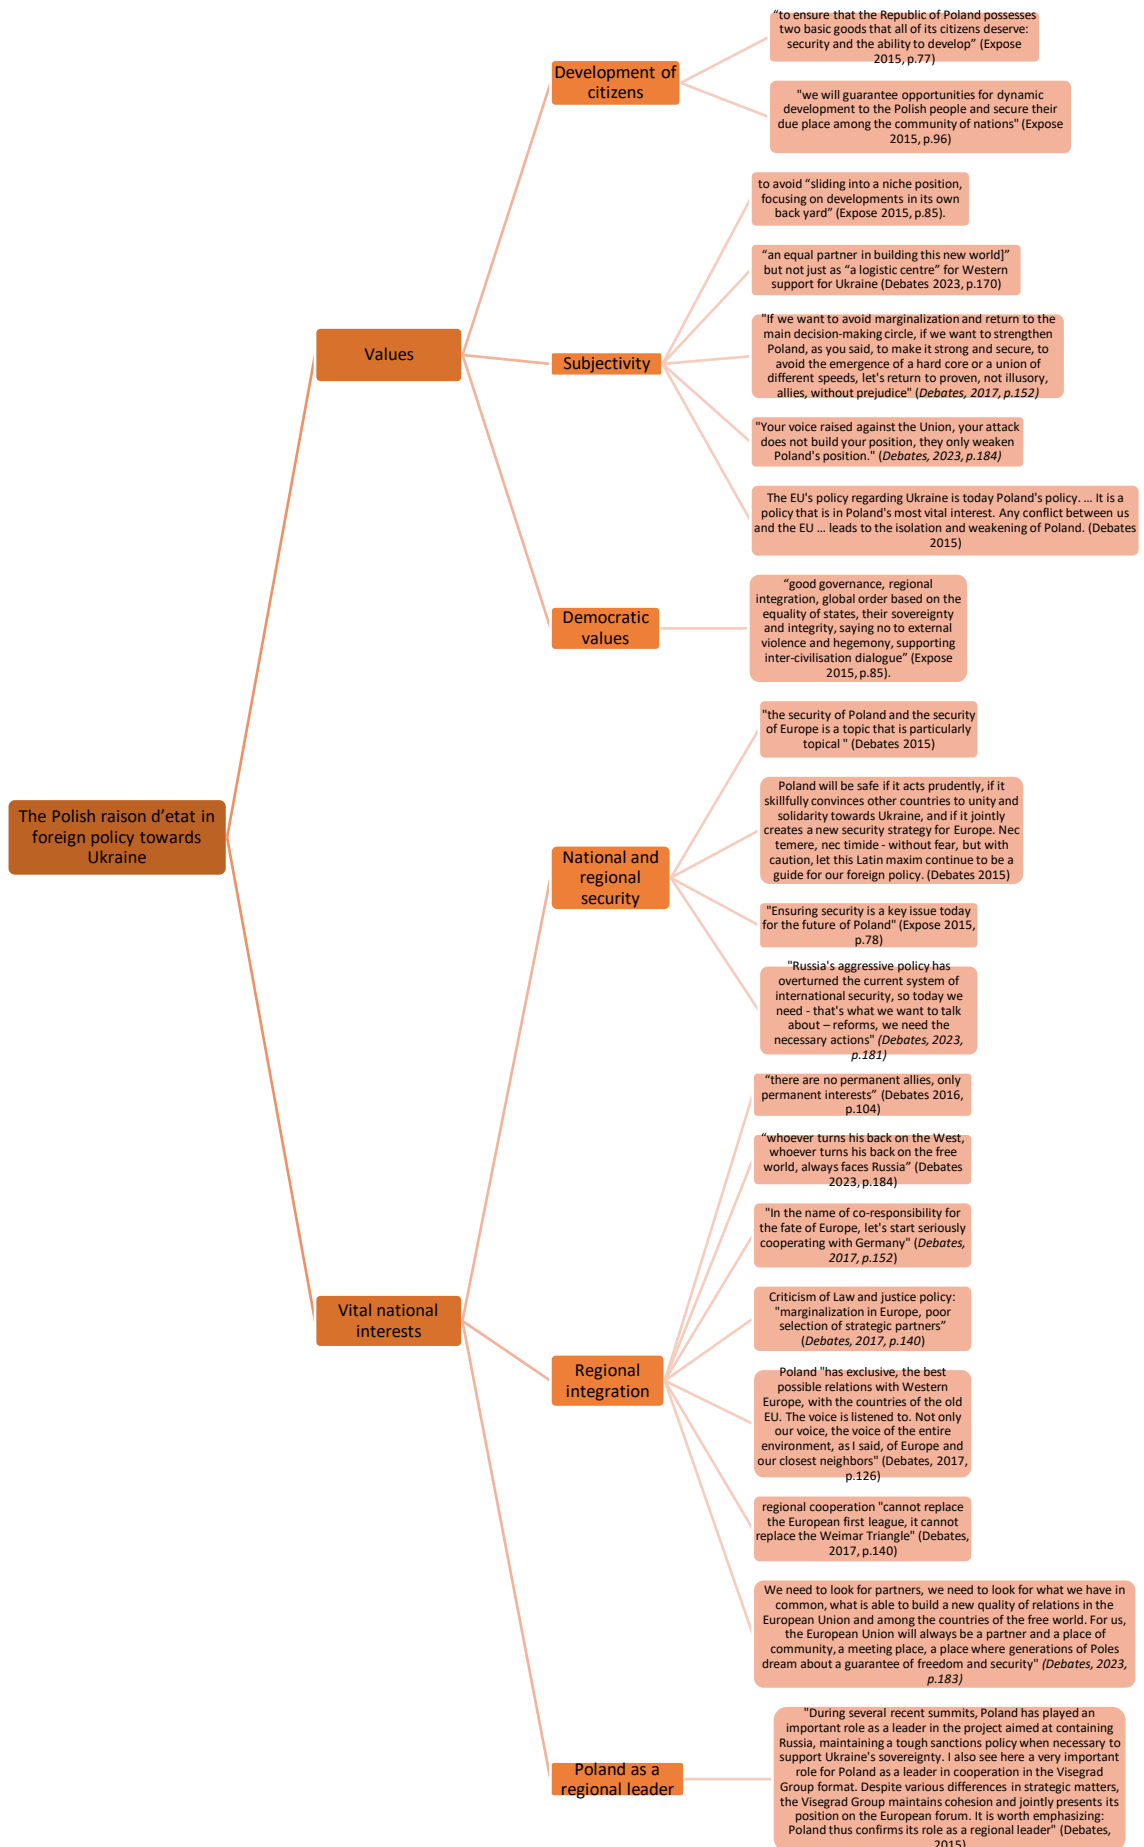 The Polish raison d'etat in
foreign policy towards
Ukraine
Values
Development of
citizens
“to ensure that the Republic of Poland possesses
two basic goods that all of its citizens deserve:
security and the ability to develop” (Expose
2015, p.77)
"we will guarantee opportunities for dynamic
development to the Polish people and secure their
due place among the community of nations" (Expose
2015, p.96)
Subjectivity
to avoid “sliding into a niche position,
focusing on developments in its own
back yard” (Expose 2015, p.85).
“an equal partner in building this new world]”
but not just as “a logistic centre” for Western
support for Ukraine (Debates 2023, p.170)
"If we want to avoid marginalization and return to the
main decision-making circle, if we want to strengthen
Poland, as you said, to make it strong and secure, to
avoid the emergence of a hard core or a union of
different speeds, let's return to proven, not illusory,
allies, without prejudice" (Debates, 2017, p.152)
"Your voice raised against the Union, your attack
does not build your position, they only weaken
Poland's position." (Debates, 2023, p.184)
The EU's policy regarding Ukraine is today Poland's policy. ... It is a
policy that is in Poland's most vital interest. Any conflict between us
and the EU ... leads to the isolation and weakening of Poland. (Debates
2015)
Democratic
values
“good governance, regional
integration, global order based on the
equality of states, their sovereignty
and integrity, saying no to external
violence and hegemony, supporting
inter-civilisation dialogue” (Expose
2015, p.85).
Vital national
interests
National and
regional
security
"the security of Poland and the security
of Europe is a topic that is particularly
topical " (Debates 2015)
Poland will be safe if it acts prudently, if it
skillfully convinces other countries to unity and
solidarity towards Ukraine, and if it jointly
creates a new security strategy for Europe. Nec
temere, nec timide - without fear, but with
caution, let this Latin maxim continue to be a
guide for our foreign policy. (Debates 2015)
"Ensuring security is a key issue today
for the future of Poland" (Expose 2015,
p.78)
"Russia's aggressive policy has
overturned the current system of
international security, so today we
need - that's what we want to talk
about – reforms, we need the
necessary actions" (Debates, 2023,
p.181)
Regional
integration
“there are no permanent allies, only
permanent interests” (Debates 2016,
p.104)
“whoever turns his back on the West,
whoever turns his back on the free
world, always faces Russia” (Debates
2023, p.184)
"In the name of co-responsibility for
the fate of Europe, let's start seriously
cooperating with Germany" (Debates,
2017, p.152)
Criticism of Law and justice policy:
"marginalization in Europe, poor
selection of strategic partners”
(Debates, 2017, p.140)
Poland "has exclusive, the best
possible relations with Western
Europe, with the countries of the old
EU. The voice is listened to. Not only
our voice, the voice of the entire
environment, as I said, of Europe and
our closest neighbors" (Debates, 2017,
p.126)
regional cooperation "cannot replace
the European first league, it cannot
replace the Weimar Triangle" (Debates,
2017, p.140)
We need to look for partners, we need to look for what we have in
common, what is able to build a new quality of relations in the
European Union and among the countries of the free world. For us,
the European Union will always be a partner and a place of
community, a meeting place, a place where generations of Poles
dream about a guarantee of freedom and security" (Debates, 2023,
p.183)
Poland as a
regional leader
"During several recent summits, Poland has played an
important role as a leader in the project aimed at containing
Russia, maintaining a tough sanctions policy when necessary to
support Ukraine's sovereignty. I also see here a very important
role for Poland as a leader in cooperation in the Visegrad
Group format. Despite various differences in strategic matters,
the Visegrad Group maintains cohesion and jointly presents its
position on the European forum. It is worth emphasizing:
Poland thus confirms its role as a regional leader" (Debates,
2015)